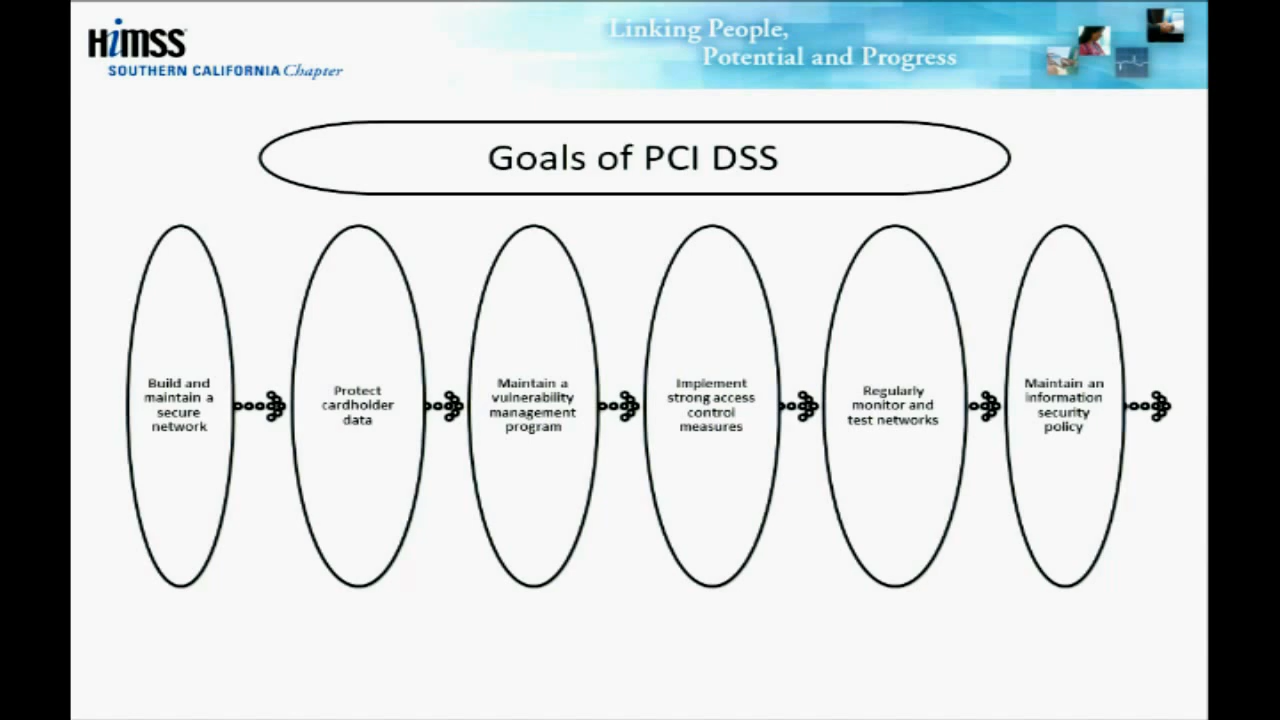 HiMSS
SOUTHERN CALIFORNIA Chapter
Linking People,
Potential and Progress
Goals of PCI DSS
Build and
maintain a
secure
network
Protect
cardholder
data
Maintain a
vulnerability
management
program
Implement
strong access
control
measures
Regularly
monitor and
test networks
Maintain an
information
security
policy